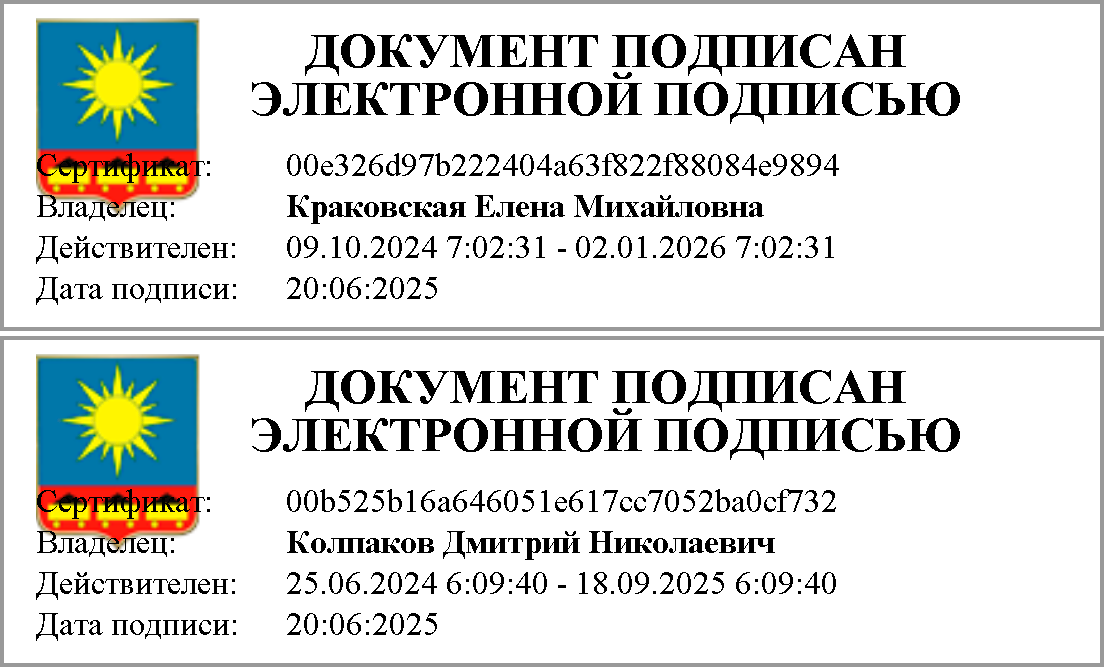 ДОКУМЕНТ ПОДПИСАН
ЭЛЕКТРОННОЙ ПОДПИСЬЮ
Сертификат: 00e326d97b222404a63f822f88084e9894
Владелец: Краковская Елена Михайловна
Действителен: 09.10.2024 7:02:31 - 02.01.2026 7:02:31
Дата подписи: 20:06:2025
ДОКУМЕНТ ПОДПИСАН
ЭЛЕКТРОННОЙ ПОДПИСЬЮ
Сертификат: 00b525b16a646051e617cc7052ba0cf732
Владелец: Колпаков Дмитрий Николаевич
Действителен: 25.06.2024 6:09:40 - 18.09.2025 6:09:40
Дата подписи: 20:06:2025